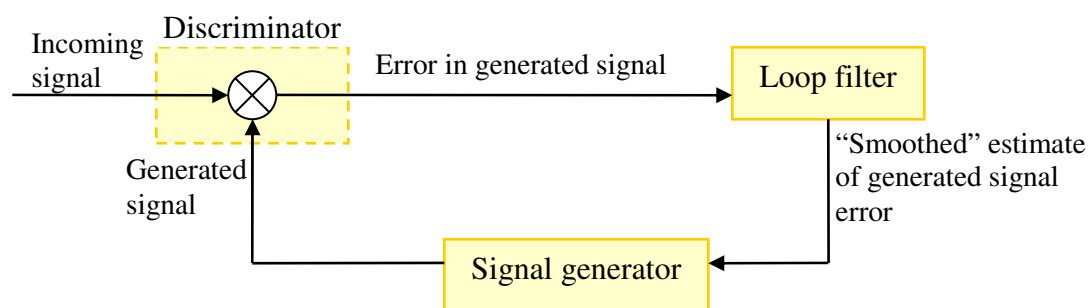 Discriminator
Incoming
signal
Error in generated signal
Loop filter
Generated
signal
“Smoothed” estimate
of generated signal
error
Signal generator